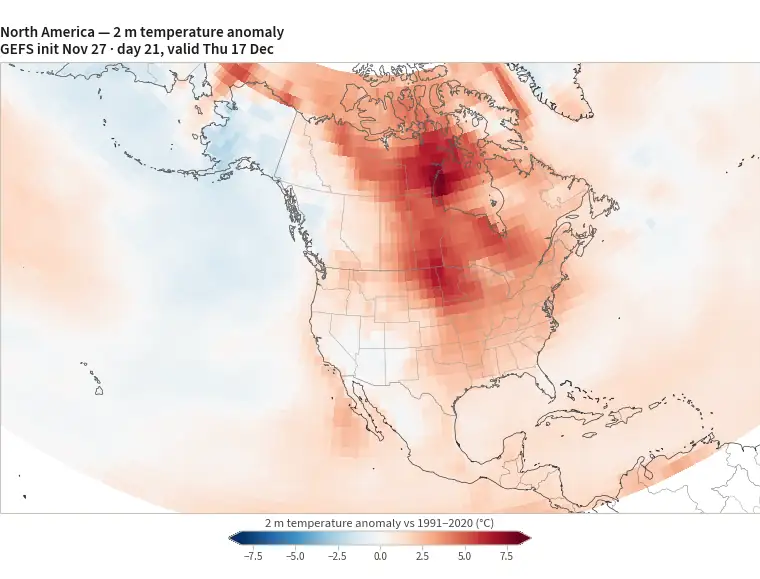 North America — 2 m temperature anomaly
GEFS init Nov 27 · day 21, valid Thu 17 Dec
2 m temperature anomaly vs 1991–2020 (°C)
−7.5 −5.0 −2.5 0.0 2.5 5.0 7.5